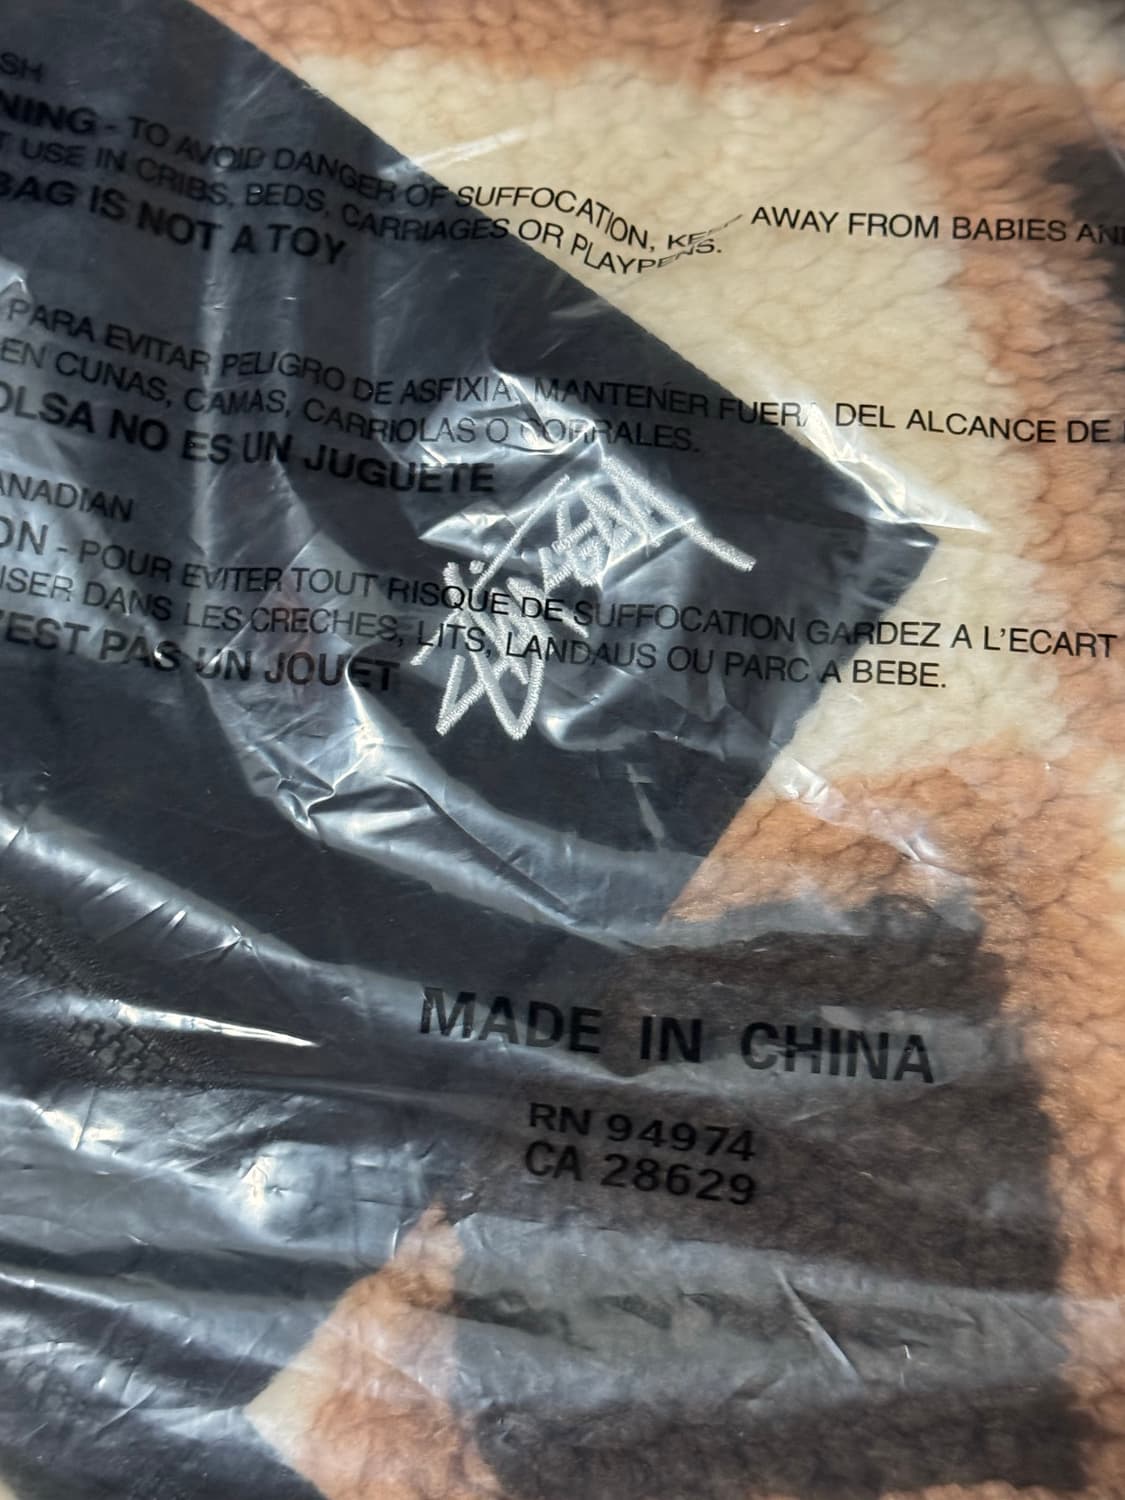 SH
NING - TO AVOID DANGER OF SUFFOCATION, KEEP AWAY FROM BABIES AND
T USE IN CRIBS, BEDS, CARRIAGES OR PLAYPENS.
BAG IS NOT A TOY
PARA EVITAR PELIGRO DE ASFIXIA, MANTENER FUERA DEL ALCANCE DE
EN CUNAS, CAMAS, CARRIOLAS O CORRALES.
OLSA NO ES UN JUGUETE
ANADIAN
ON - POUR EVITER TOUT RISQUE DE SUFFOCATION GARDEZ A L'ECART
ISER DANS LES CRECHES, LITS, LANDAUS OU PARC A BEBE.
'EST PAS UN JOUET
MADE IN CHINA
RN 94974
CA 28629